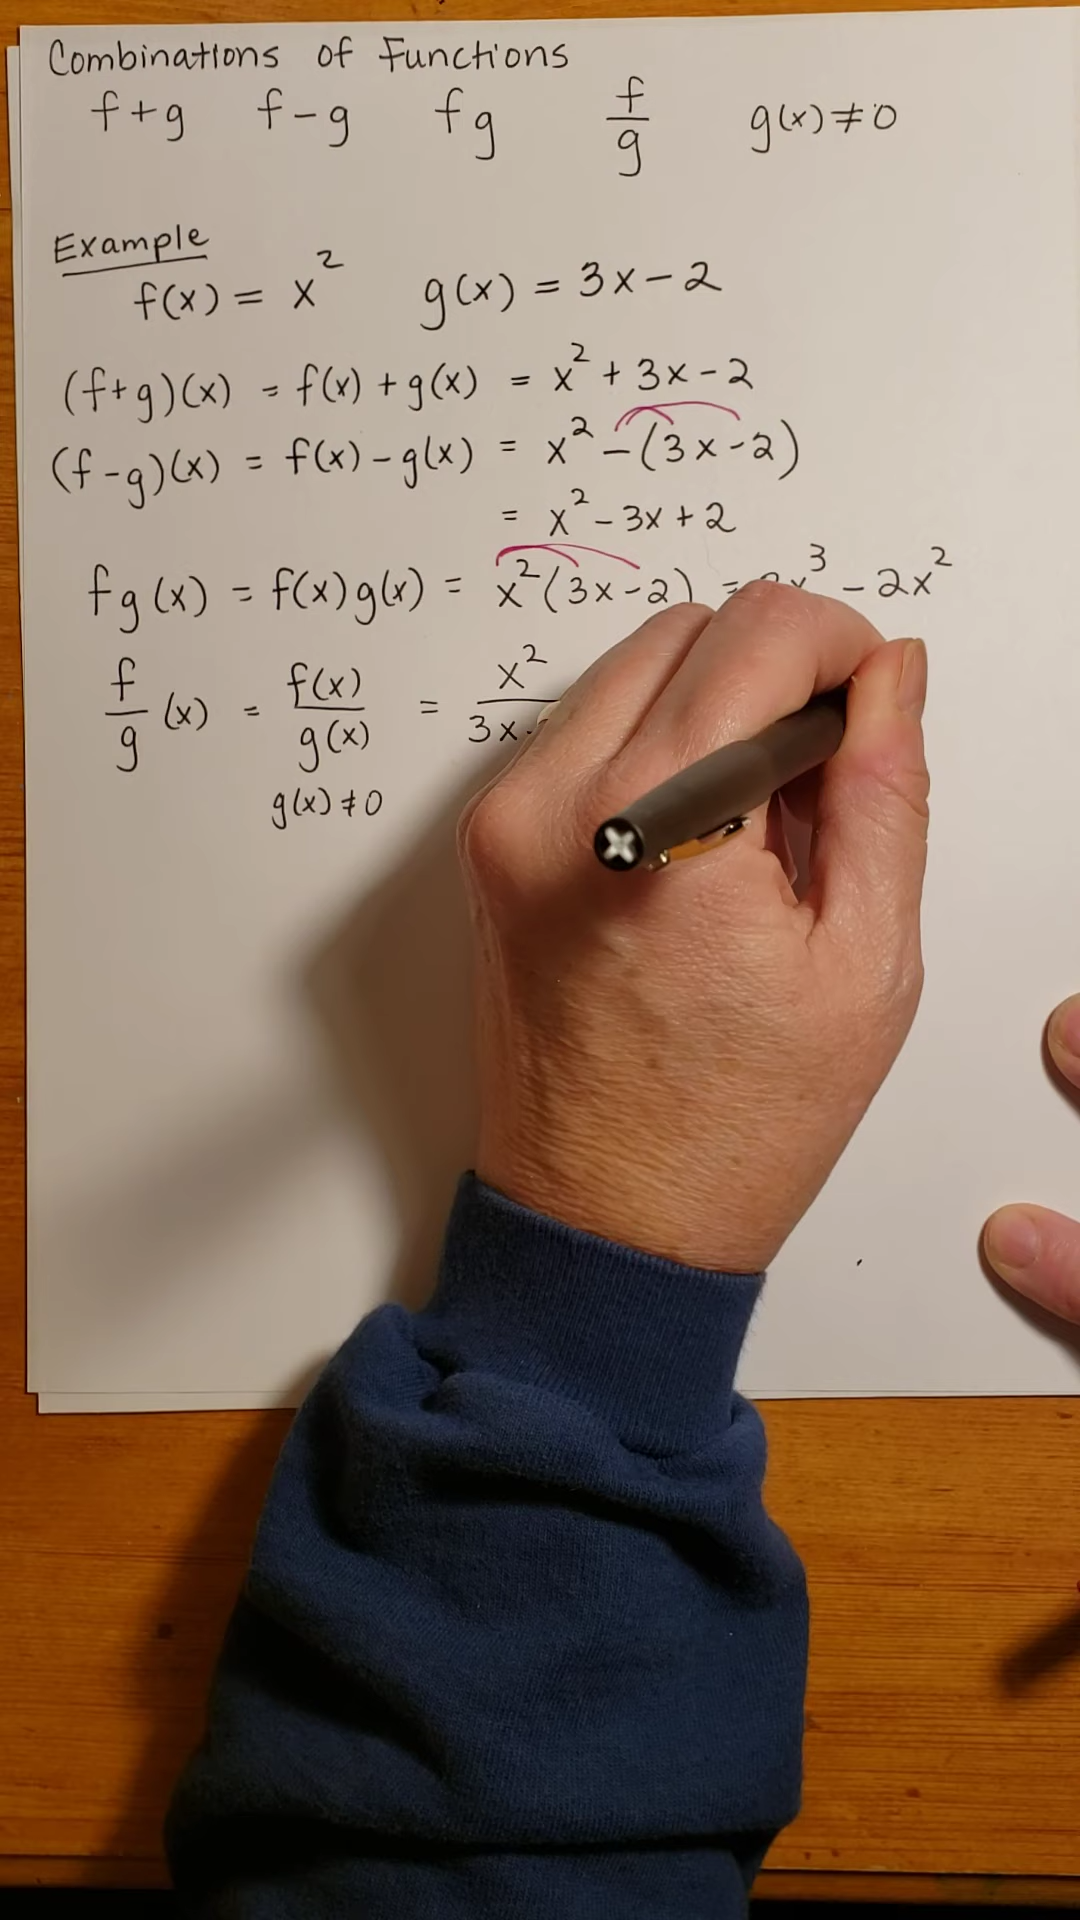 Combinations of Functions
f+g f-g fg f/g g(x)≠0
Example
f(x) = x² g(x) = 3x-2
(f+g)(x) = f(x)+g(x) = x²+3x-2
(f-g)(x) = f(x)-g(x) = x²-(3x-2)
= x²-3x+2
fg(x) = f(x)g(x) = x²(3x-2) = x³-2x²
f/g (x) = f(x)/g(x) = x²/3x
g(x)≠0